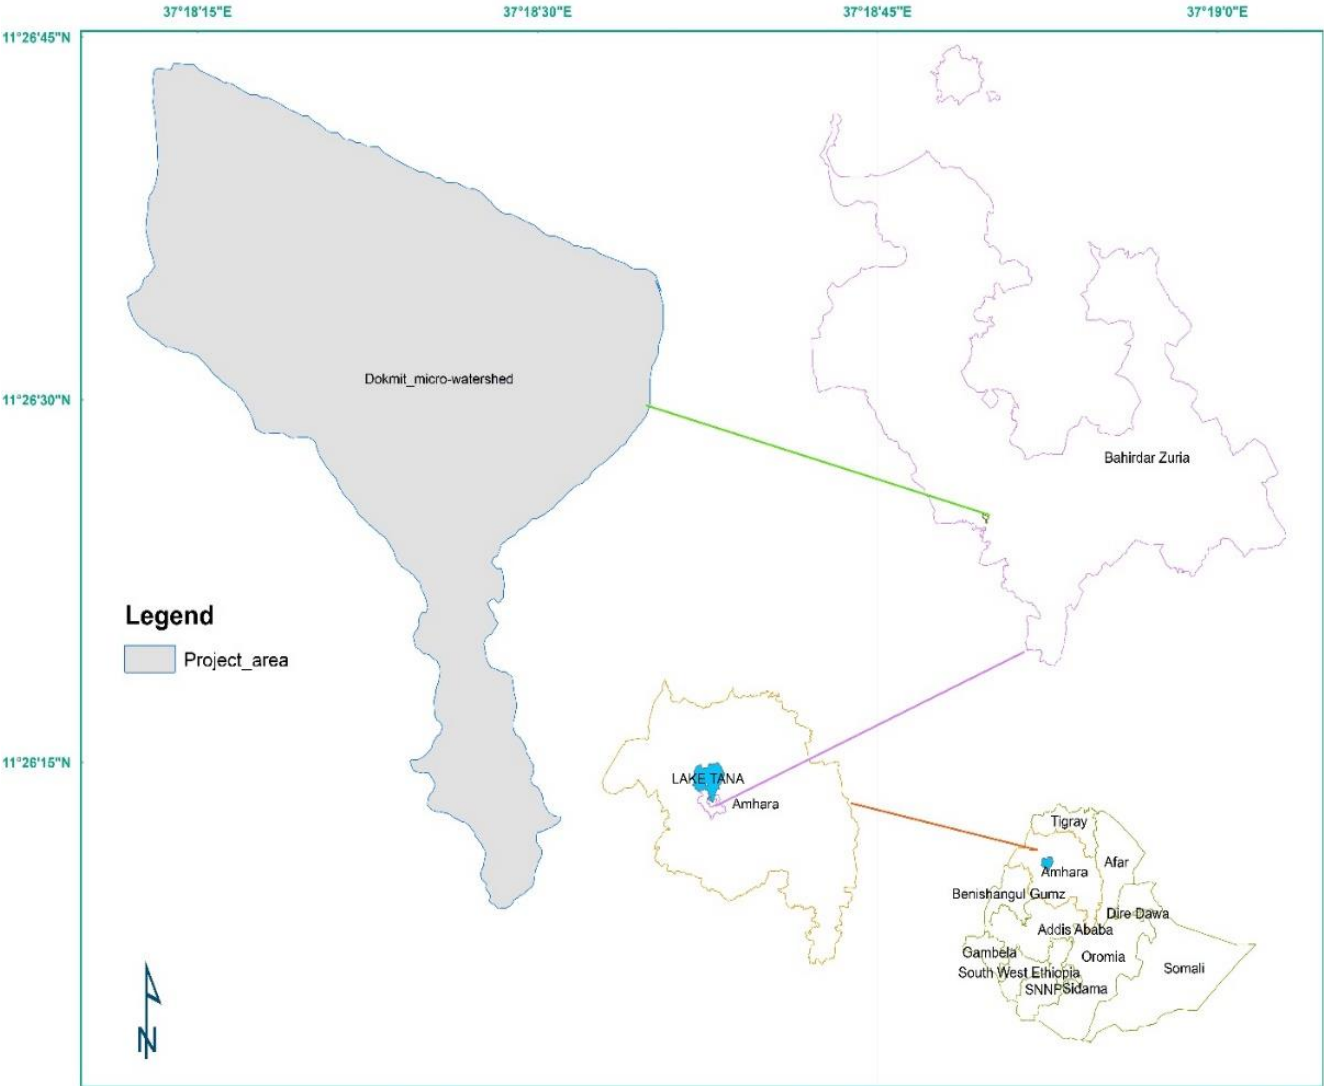 37°18'15"E
37°18'30"E
37°18'45"E
37°19'0"E
11°26'45"N
11°26'30"N
11°26'15"N
Dokmit_micro-watershed
Bahirdar Zuria
Legend
Project_area
LAKE TANA
Amhara
Tigray
Afar
Amhara
Benishangul Gumz
Dire Dawa
Addis Ababa
Gambela
Oromia
Somali
South West Ethiopia
SNNP
Sidama
N